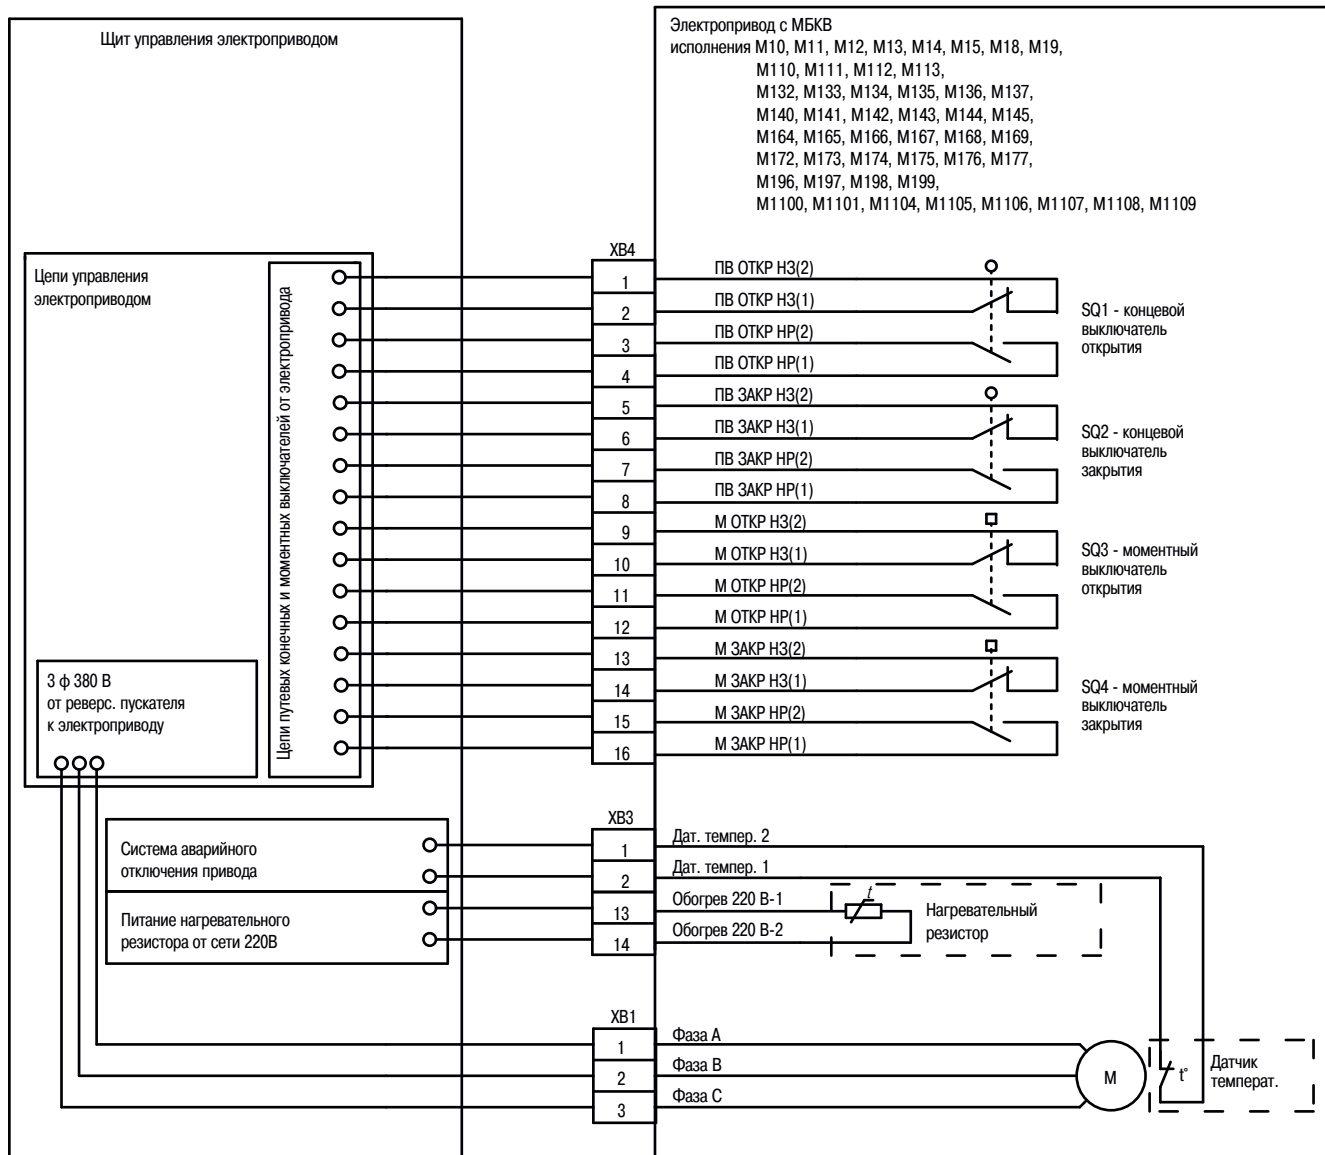 Щит управления электроприводом
Электропривод с МБКВ
исполнения М10, М11, М12, М13, М14, М15, М18, М19,
М110, М111, М112, М113,
М132, М133, М134, М135, М136, М137,
М140, М141, М142, М143, М144, М145,
М164, М165, М166, М167, М168, М169,
М172, М173, М174, М175, М176, М177,
М196, М197, М198, М199,
М1100, М1101, М1104, М1105, М1106, М1107, М1108, М1109
Цепи управления
электроприводом
Цепи путевых конечных и моментных выключателей от электропривода
3 ф 380 В
от реверс. пускателя
к электроприводу
XB4
1
ПВ ОТКР НЗ(2)
2
ПВ ОТКР НЗ(1)
3
ПВ ОТКР НР(2)
4
ПВ ОТКР НР(1)
5
ПВ ЗАКР НЗ(2)
6
ПВ ЗАКР НЗ(1)
7
ПВ ЗАКР НР(2)
8
ПВ ЗАКР НР(1)
9
М ОТКР НЗ(2)
10
М ОТКР НЗ(1)
11
М ОТКР НР(2)
12
М ОТКР НР(1)
13
М ЗАКР НЗ(2)
14
М ЗАКР НЗ(1)
15
М ЗАКР НР(2)
16
М ЗАКР НР(1)
SQ1 - концевой
выключатель
открытия
SQ2 - концевой
выключатель
закрытия
SQ3 - моментный
выключатель
открытия
SQ4 - моментный
выключатель
закрытия
Система аварийного
отключения привода
Питание нагревательного
резистора от сети 220В
XB3
1
Дат. темпер. 2
2
Дат. темпер. 1
13
Обогрев 220 В-1
14
Обогрев 220 В-2
t
Нагревательный
резистор
XB1
1
Фаза А
2
Фаза В
3
Фаза С
М
t°
Датчик
температ.